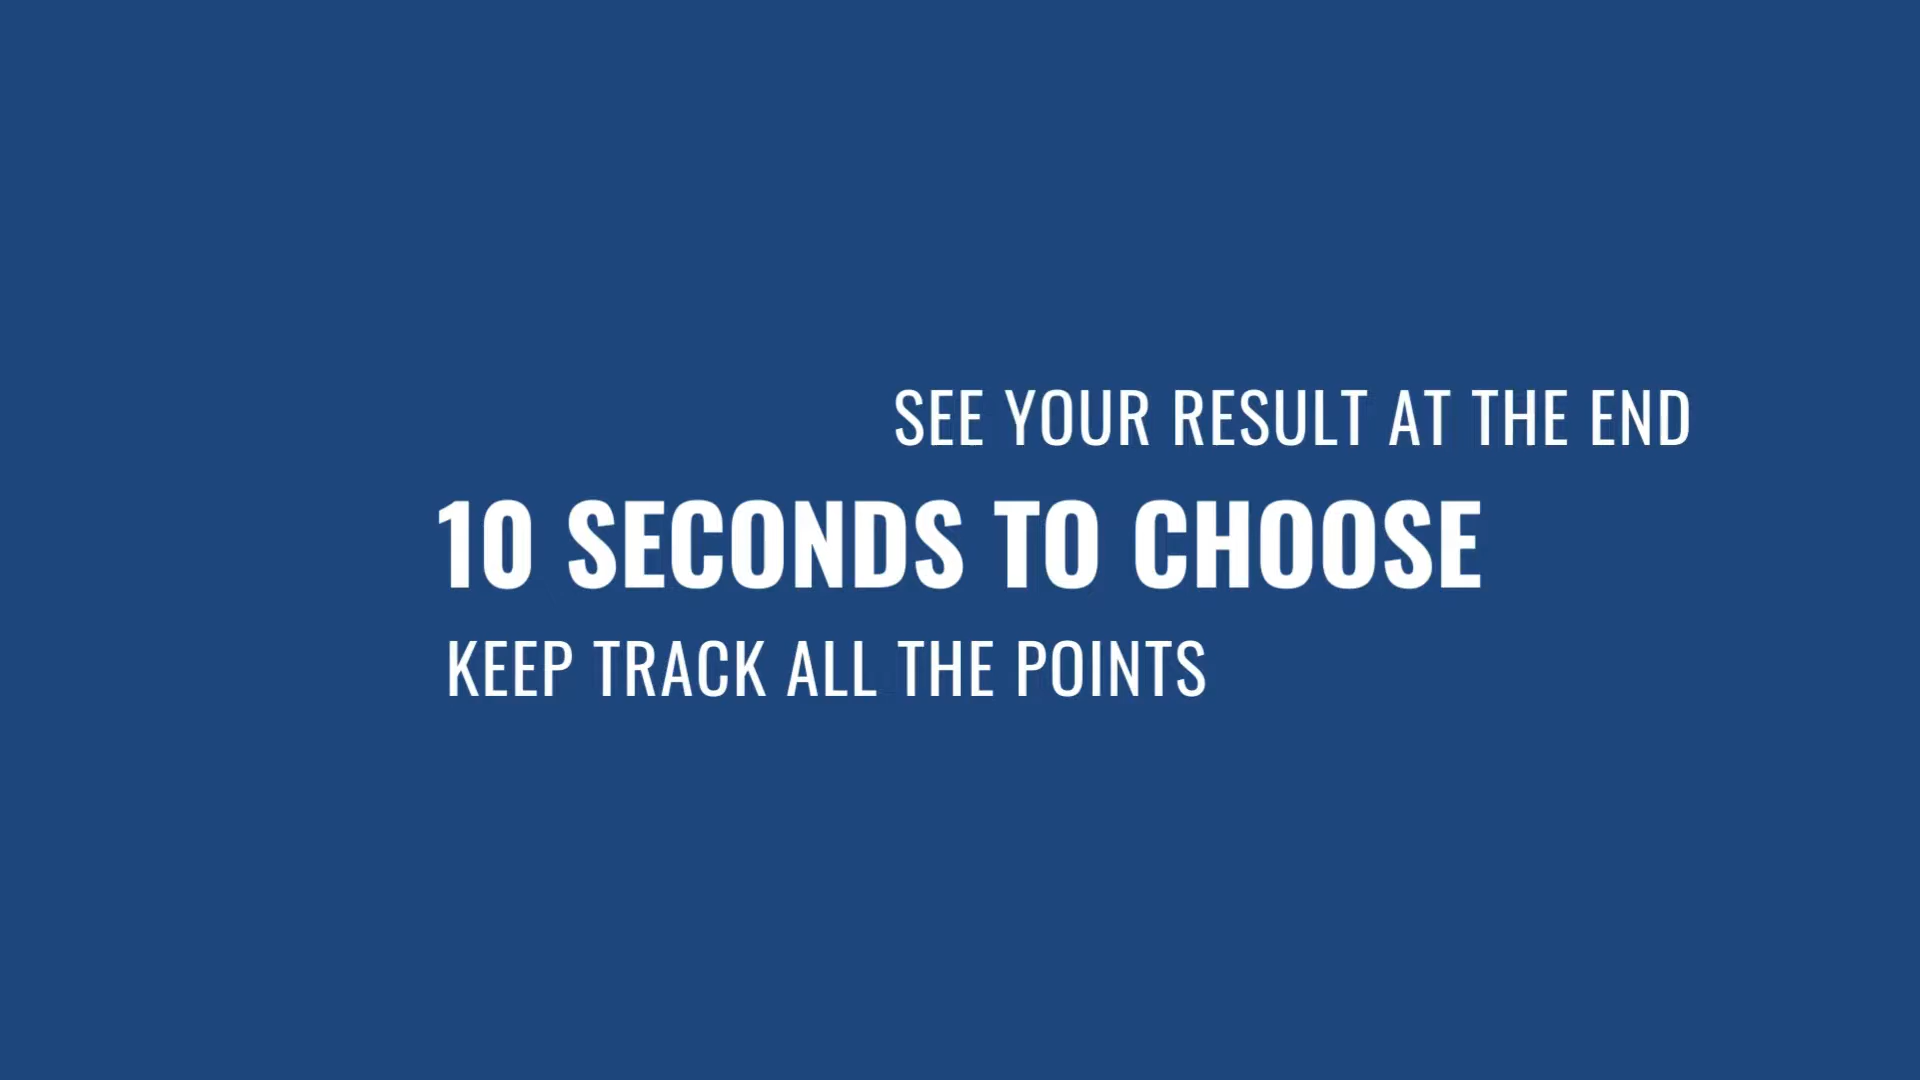 SEE YOUR RESULT AT THE END
10 SECONDS TO CHOOSE
KEEP TRACK ALL THE POINTS